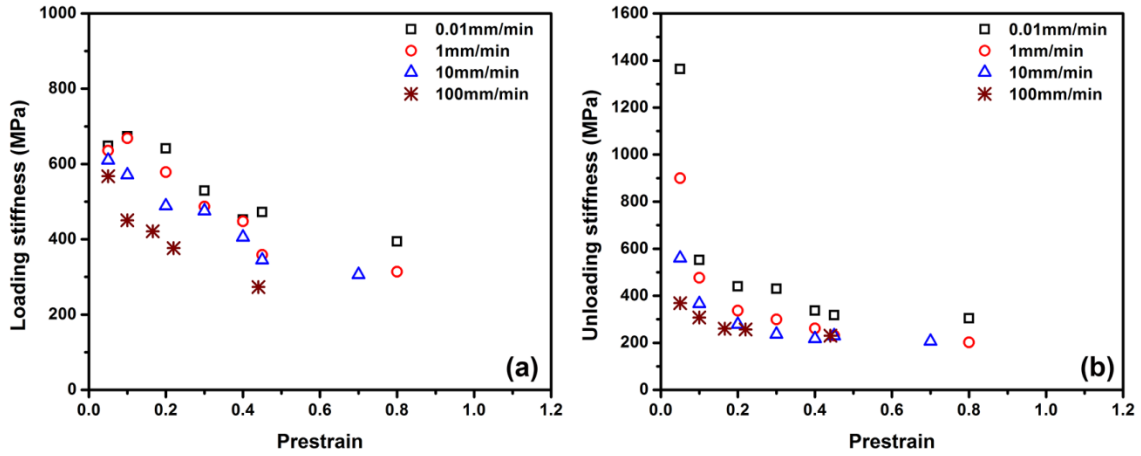 1000
800
600
400
200
0
Loading stiffness (MPa)
0.01mm/min
1mm/min
10mm/min
100mm/min
(a)
0.0 0.2 0.4 0.6 0.8 1.0 1.2
Prestrain
1600
1400
1200
1000
800
600
400
200
0
Unloading stiffness (MPa)
0.01mm/min
1mm/min
10mm/min
100mm/min
(b)
0.0 0.2 0.4 0.6 0.8 1.0 1.2
Prestrain